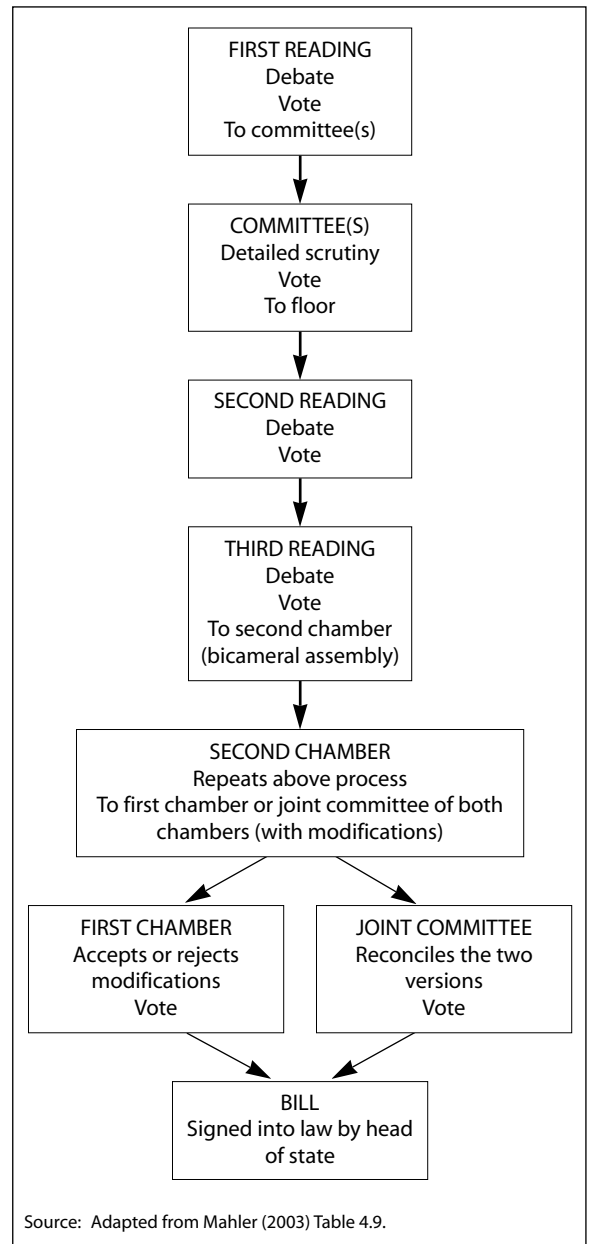 FIRST READING
Debate
Vote
To committee(s)
COMMITTEE(S)
Detailed scrutiny
Vote
To floor
SECOND READING
Debate
Vote
THIRD READING
Debate
Vote
To second chamber
(bicameral assembly)
SECOND CHAMBER
Repeats above process
To first chamber or joint committee of both
chambers (with modifications)
FIRST CHAMBER
Accepts or rejects
modifications
Vote
JOINT COMMITTEE
Reconciles the two
versions
Vote
BILL
Signed into law by head
of state
Source: Adapted from Mahler (2003) Table 4.9.